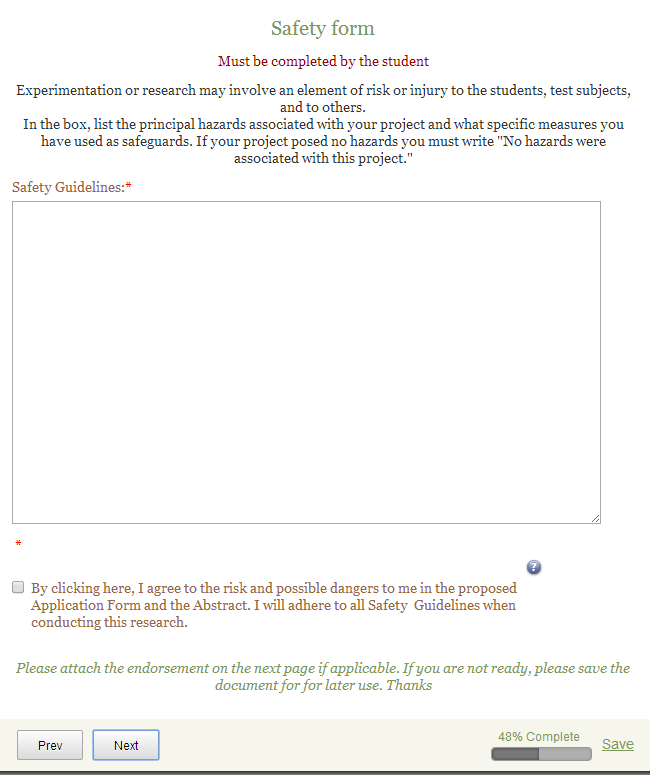 Safety form
Must be completed by the student
Experimentation or research may involve an element of risk or injury to the students, test subjects,
and to others.
In the box, list the principal hazards associated with your project and what specific measures you
have used as safeguards. If your project posed no hazards you must write "No hazards were
associated with this project."
Safety Guidelines:*
*
?
By clicking here, I agree to the risk and possible dangers to me in the proposed
Application Form and the Abstract. I will adhere to all Safety  Guidelines when
conducting this research.
Please attach the endorsement on the next page if applicable. If you are not ready, please save the
document for for later use. Thanks
Prev
Next
48% Complete
Save